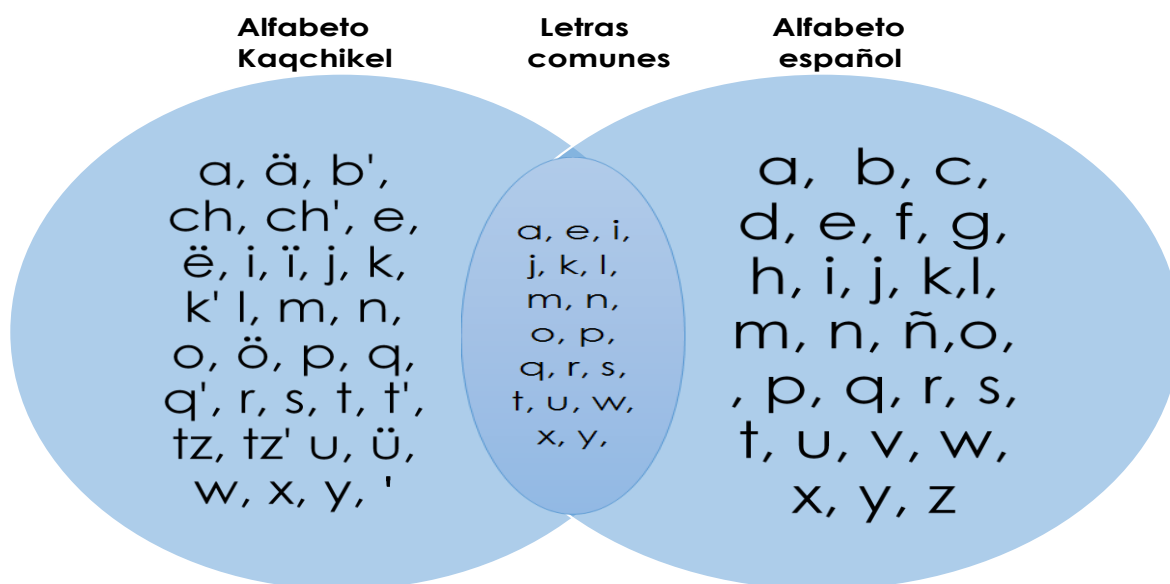 Alfabeto
Kaqchikel
Letras
comunes
Alfabeto
español
a, ä, b',
ch, ch', e,
ë, i, ï, j, k,
k' l, m, n,
o, ö, p, q,
q', r, s, t, t',
tz, tz' u, ü,
w, x, y, '
a, e, i,
j, k, l,
m, n,
o, p,
q, r, s,
t, u, w,
x, y,
a, b, c,
d, e, f, g,
h, i, j, k,l,
m, n, ñ,o,
, p, q, r, s,
t, u, v, w,
x, y, z